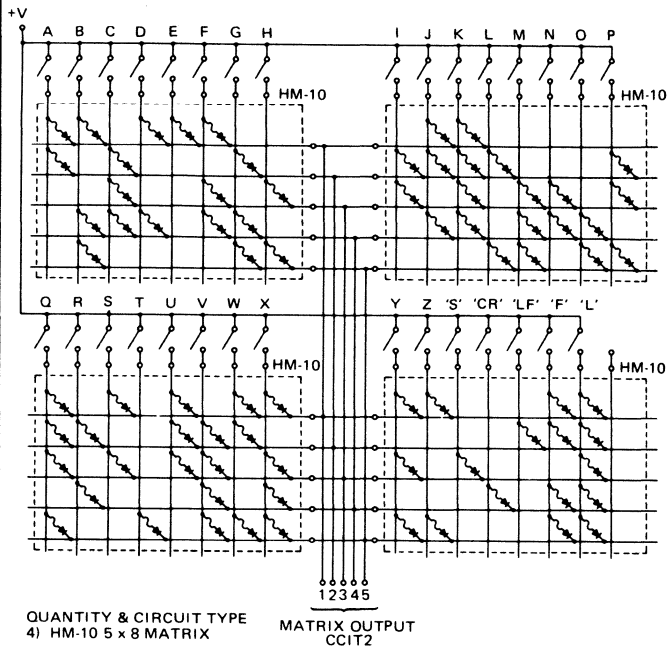 +V
A B C D E F G H I J K L M N O P
HM-10 HM-10
Q R S T U V W X Y Z 'S' 'CR' 'LF' 'F' 'L'
HM-10 HM-10
1 2 3 4 5
QUANTITY & CIRCUIT TYPE
4) HM-10 5 x 8 MATRIX
MATRIX OUTPUT
CCIT2